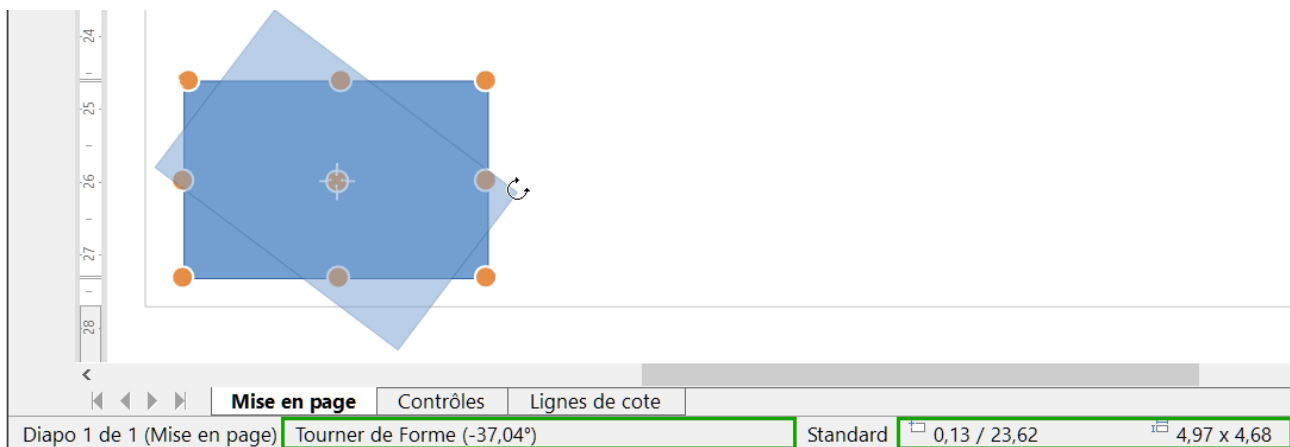 24
25
26
27
28
Mise en page Contrôles Lignes de cote
Diapo 1 de 1 (Mise en page) Tourner de Forme (-37,04°) Standard 0,13 / 23,62 4,97 x 4,68